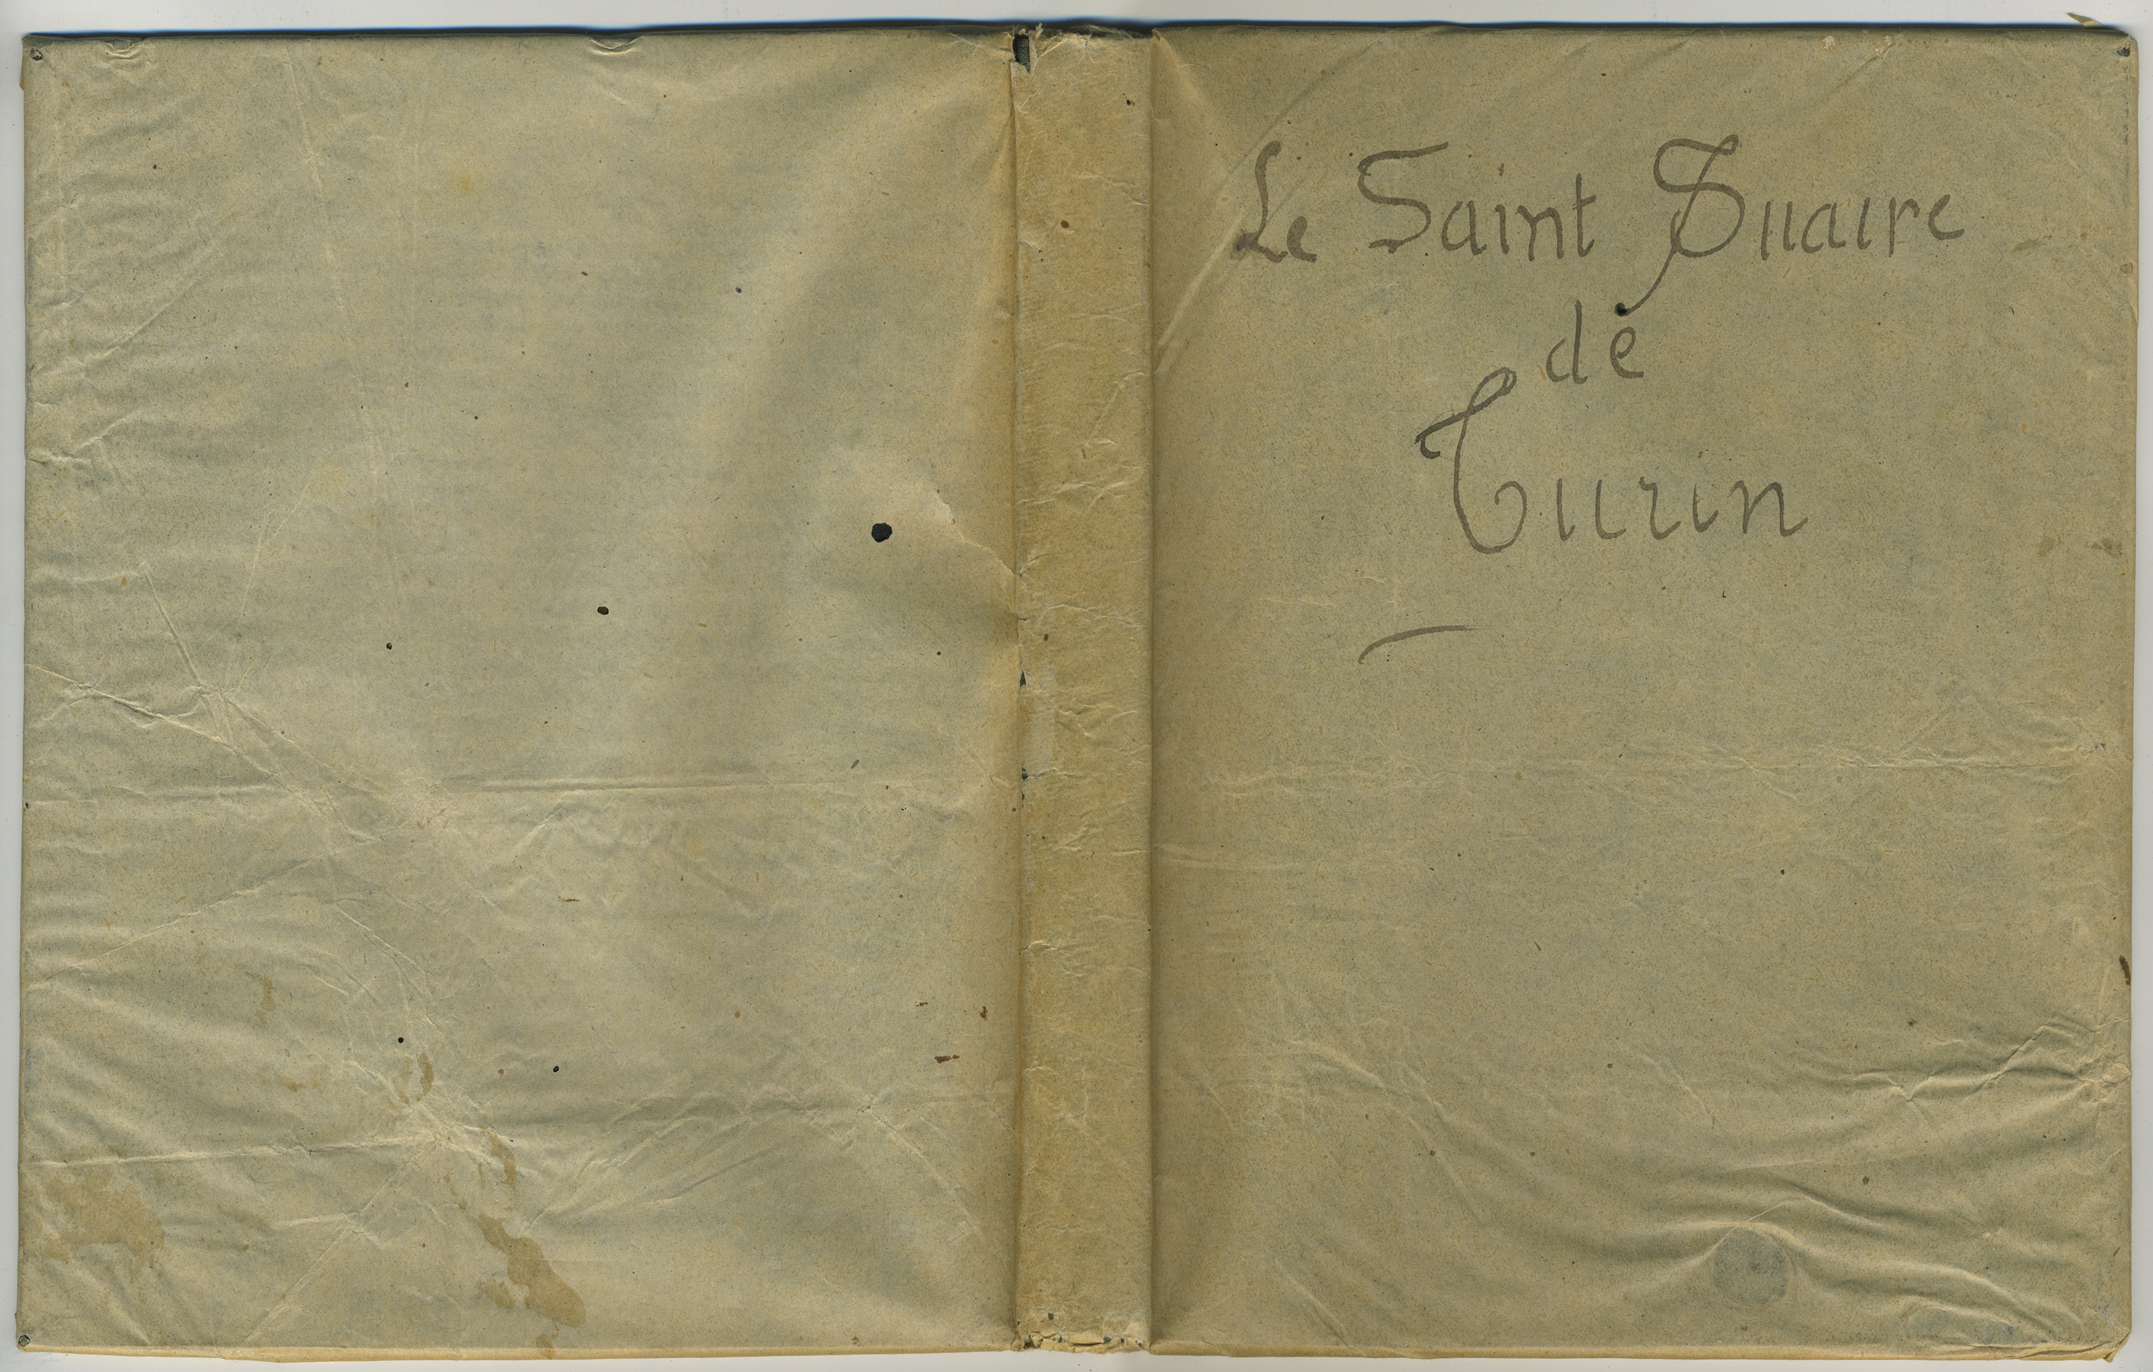 Le Saint Suaire
de
Turin